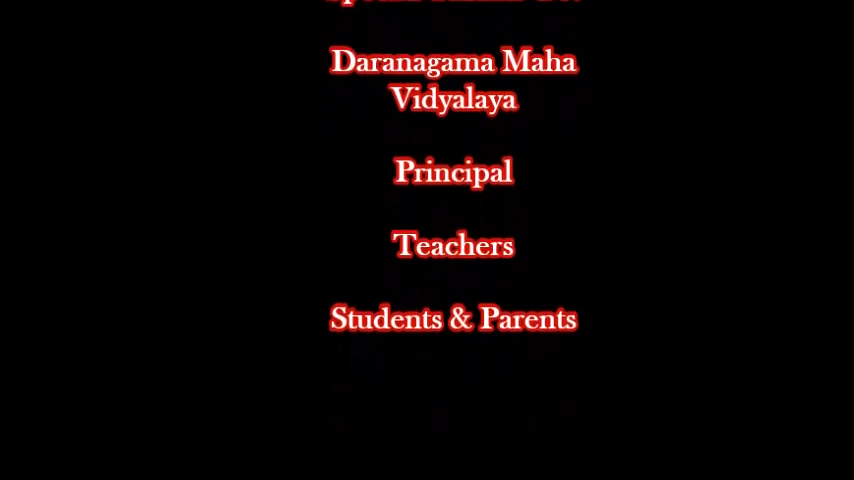 Daranagama Maha
Vidyalaya
Principal
Teachers
Students & Parents